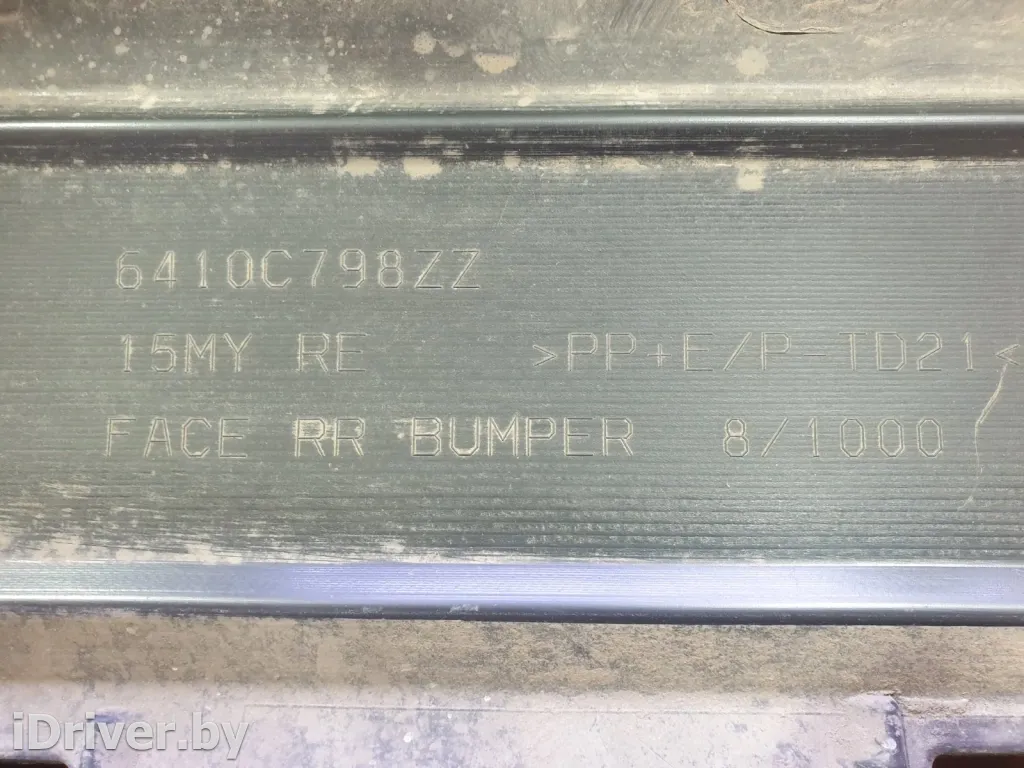 6410C798ZZ
15MY RE >PP+E/P-TD21<
FACE RR BUMPER 8/1000
iDriver.by